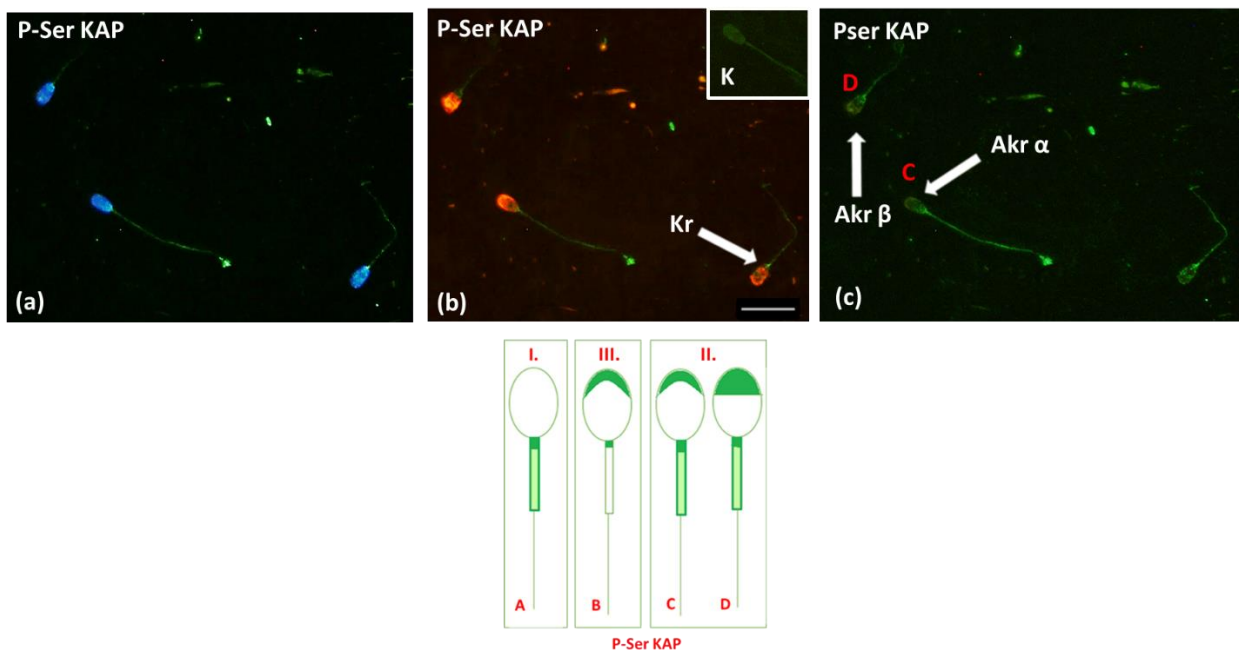 P-Ser KAP
(a)
P-Ser KAP
K
Kr
(b)
Pser KAP
D
Akr α
C
Akr β
(c)
I.
III.
II.
A
B
C
D
P-Ser KAP